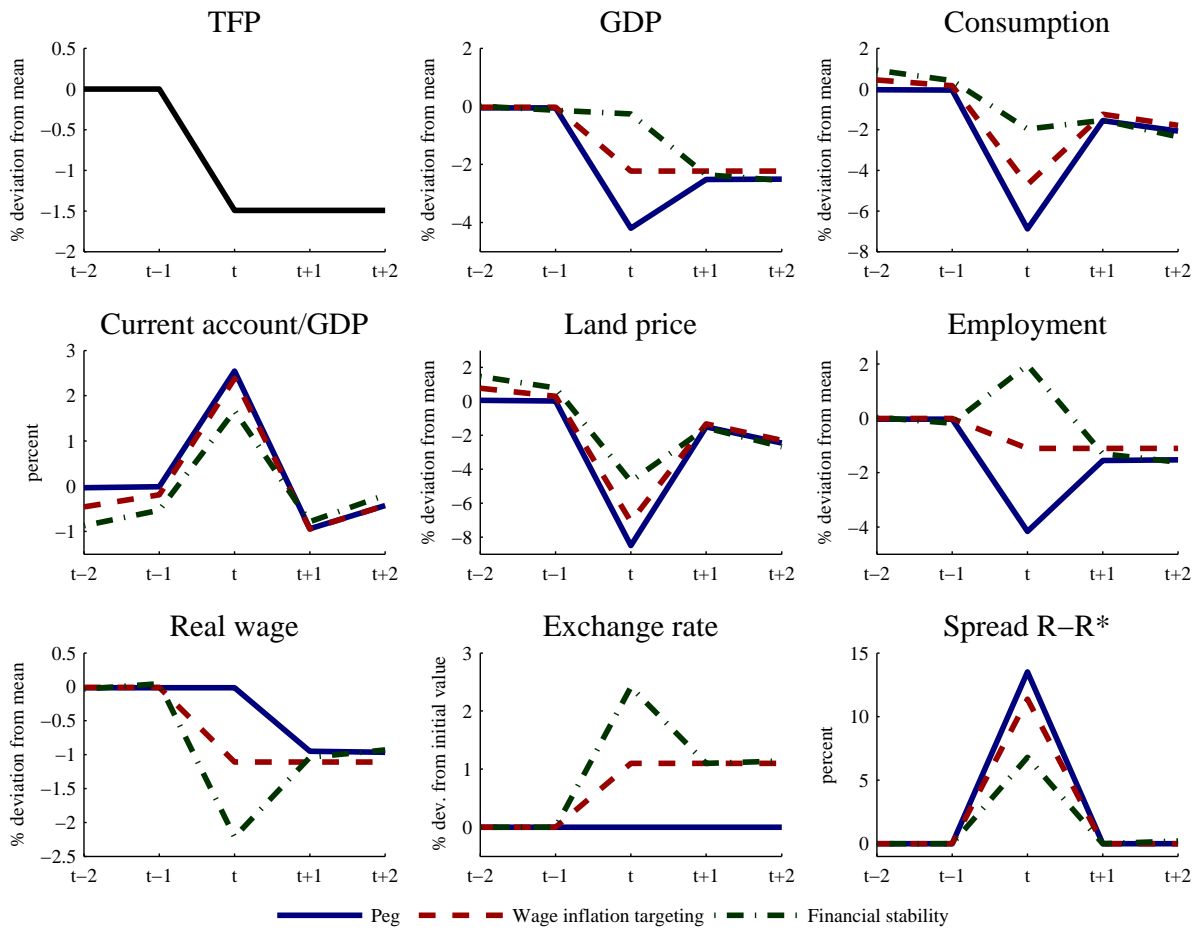 TFP
% deviation from mean
0.5
0
−0.5
−1
−1.5
−2
t−2 t−1 t t+1 t+2
GDP
% deviation from mean
2
0
−2
−4
t−2 t−1 t t+1 t+2
Consumption
% deviation from mean
2
0
−2
−4
−6
−8
t−2 t−1 t t+1 t+2
Current account/GDP
percent
3
2
1
0
−1
t−2 t−1 t t+1 t+2
Land price
% deviation from mean
2
0
−2
−4
−6
−8
t−2 t−1 t t+1 t+2
Employment
% deviation from mean
2
0
−2
−4
t−2 t−1 t t+1 t+2
Real wage
% deviation from mean
0.5
0
−0.5
−1
−1.5
−2
−2.5
t−2 t−1 t t+1 t+2
Exchange rate
% dev. from initial value
3
2
1
0
t−2 t−1 t t+1 t+2
Spread R−R*
percent
15
10
5
0
t−2 t−1 t t+1 t+2
Peg Wage inflation targeting Financial stability